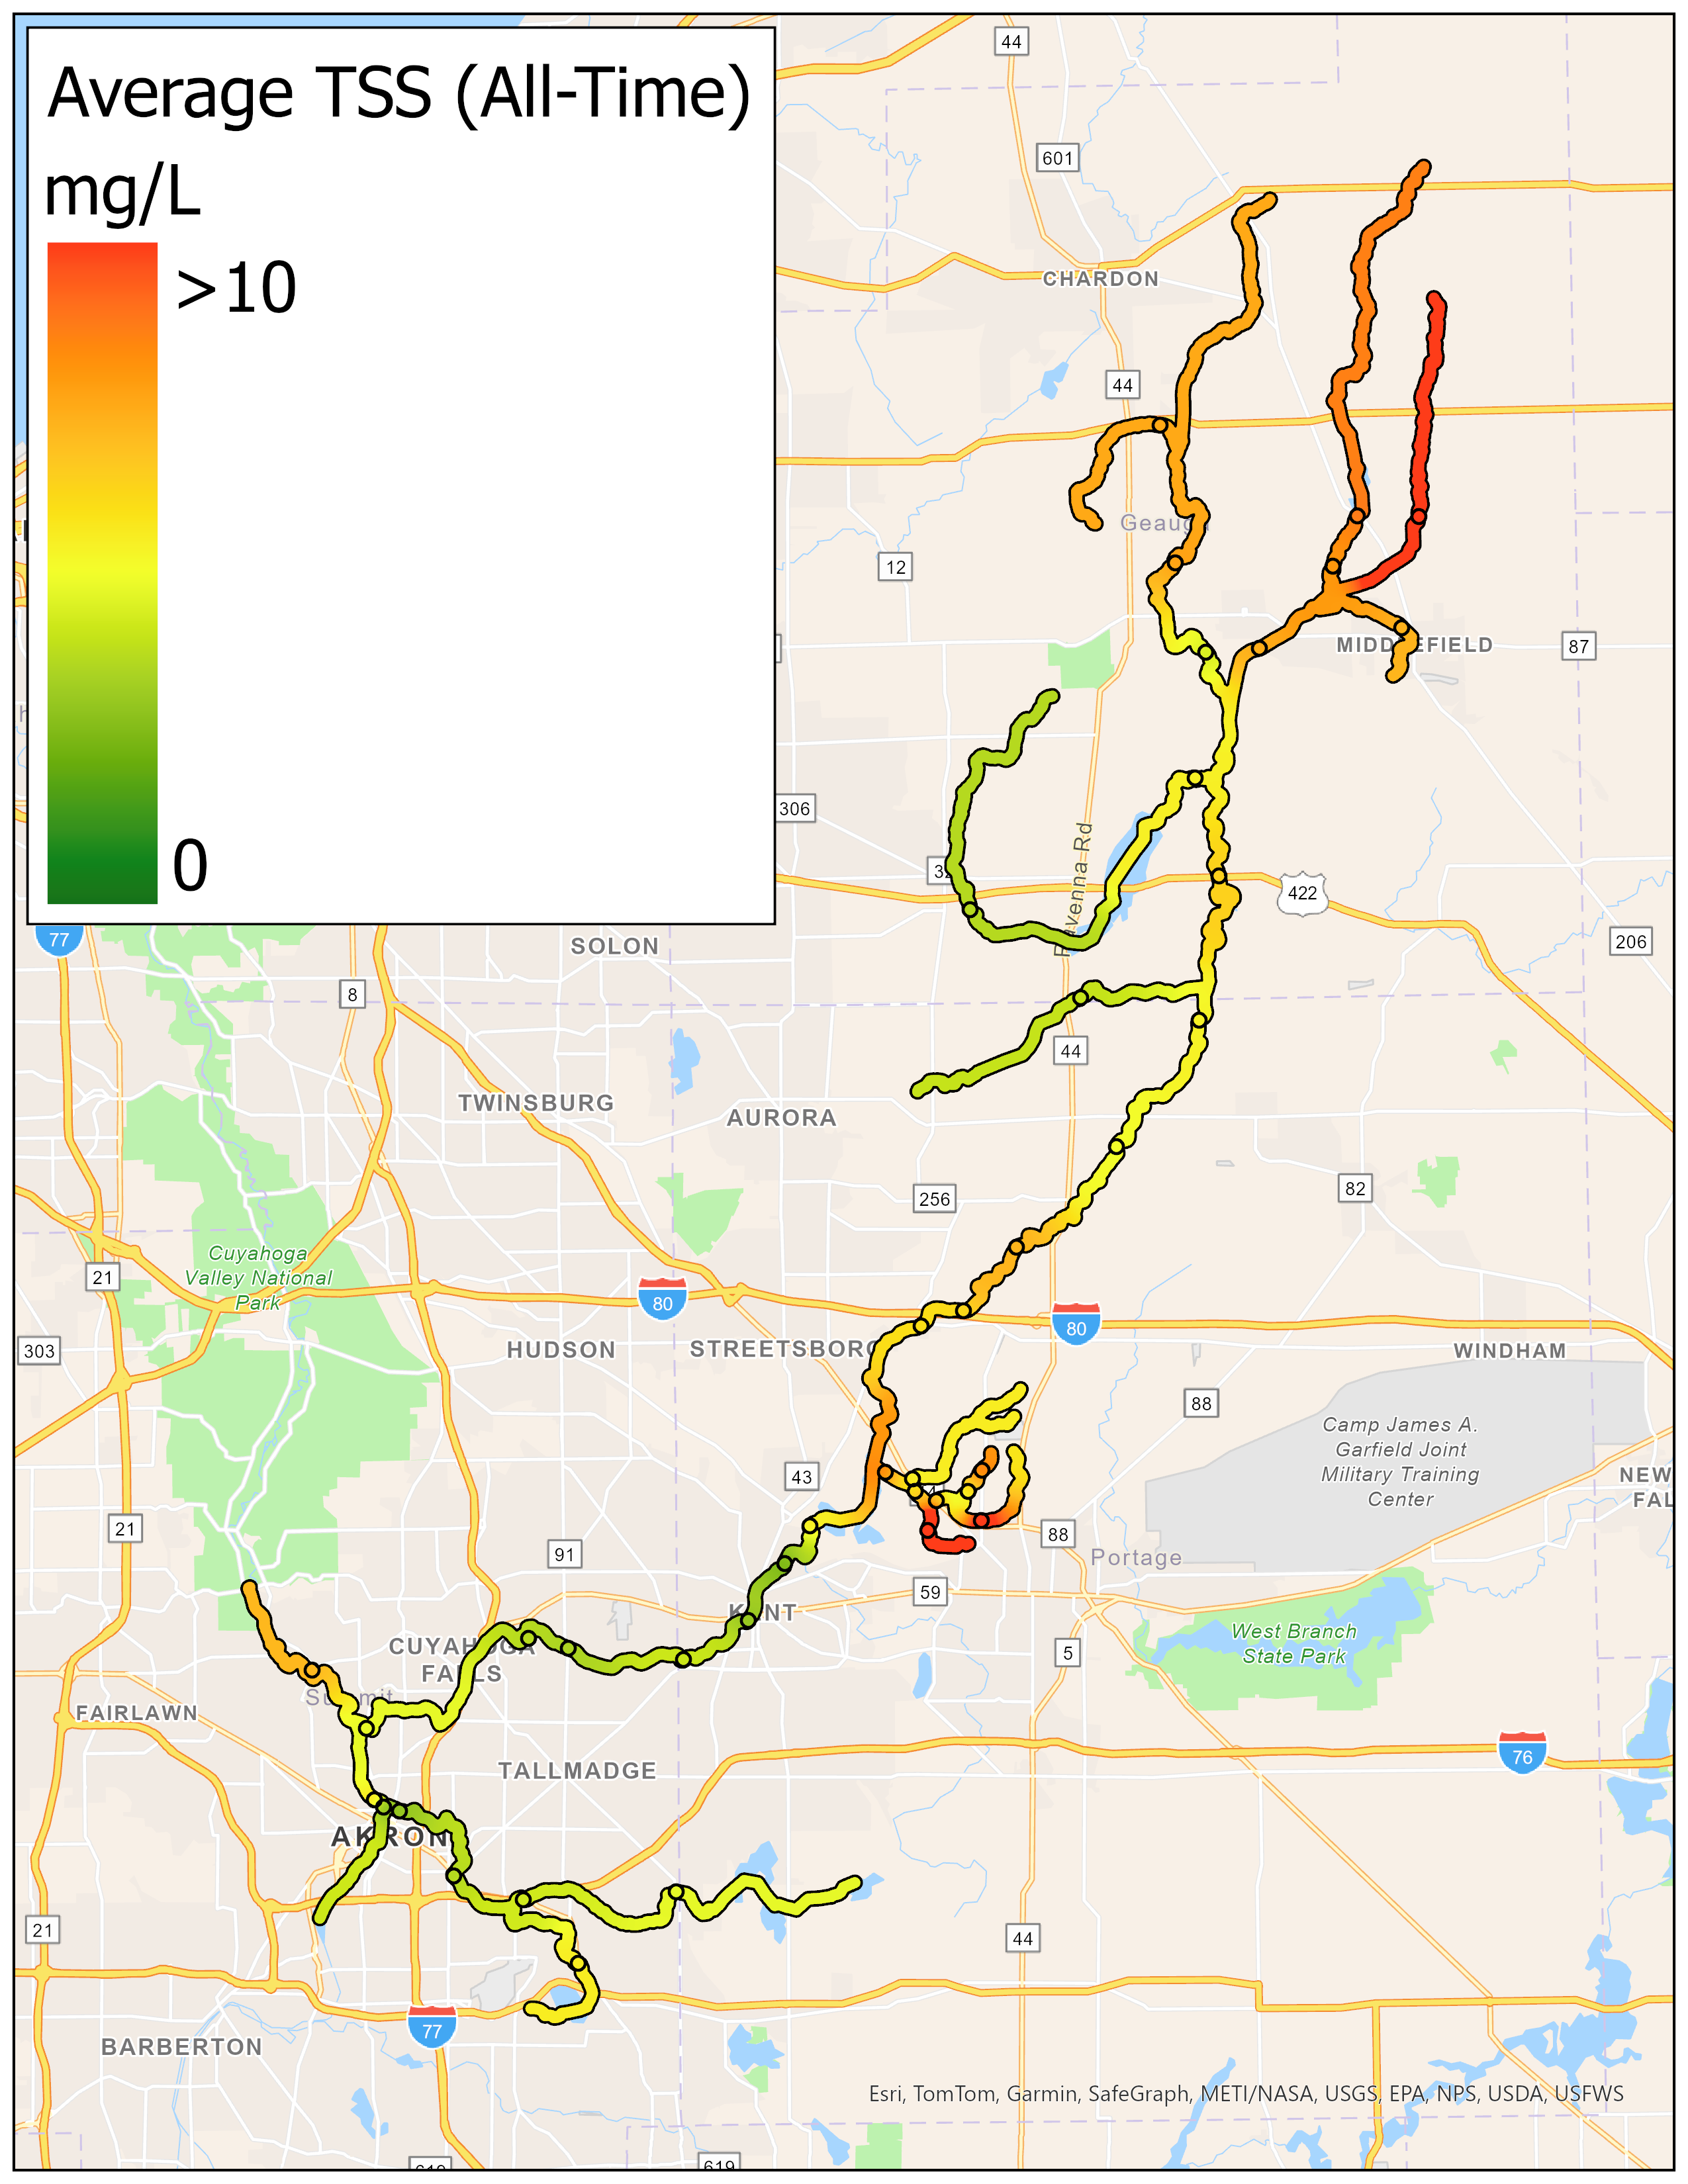 Average TSS (All-Time)
mg/L
>10
0
44
601
CHARDON
44
Geauga
12
MIDDLEFIELD
87
306
Ravenna Rd
422
77
SOLON
206
8
44
TWINSBURG
AURORA
256
82
Cuyahoga
Valley National
Park
21
80
80
303
HUDSON
STREETSBORO
WINDHAM
88
Camp James A.
Garfield Joint
Military Training
Center
43
NEW
FAL
21
88
91
Portage
59
KENT
West Branch
State Park
CUYAHOGA
FALLS
5
Summit
FAIRLAWN
76
TALLMADGE
AKRON
21
44
77
BARBERTON
Esri, TomTom, Garmin, SafeGraph, METI/NASA, USGS, EPA, NPS, USDA, USFWS
619